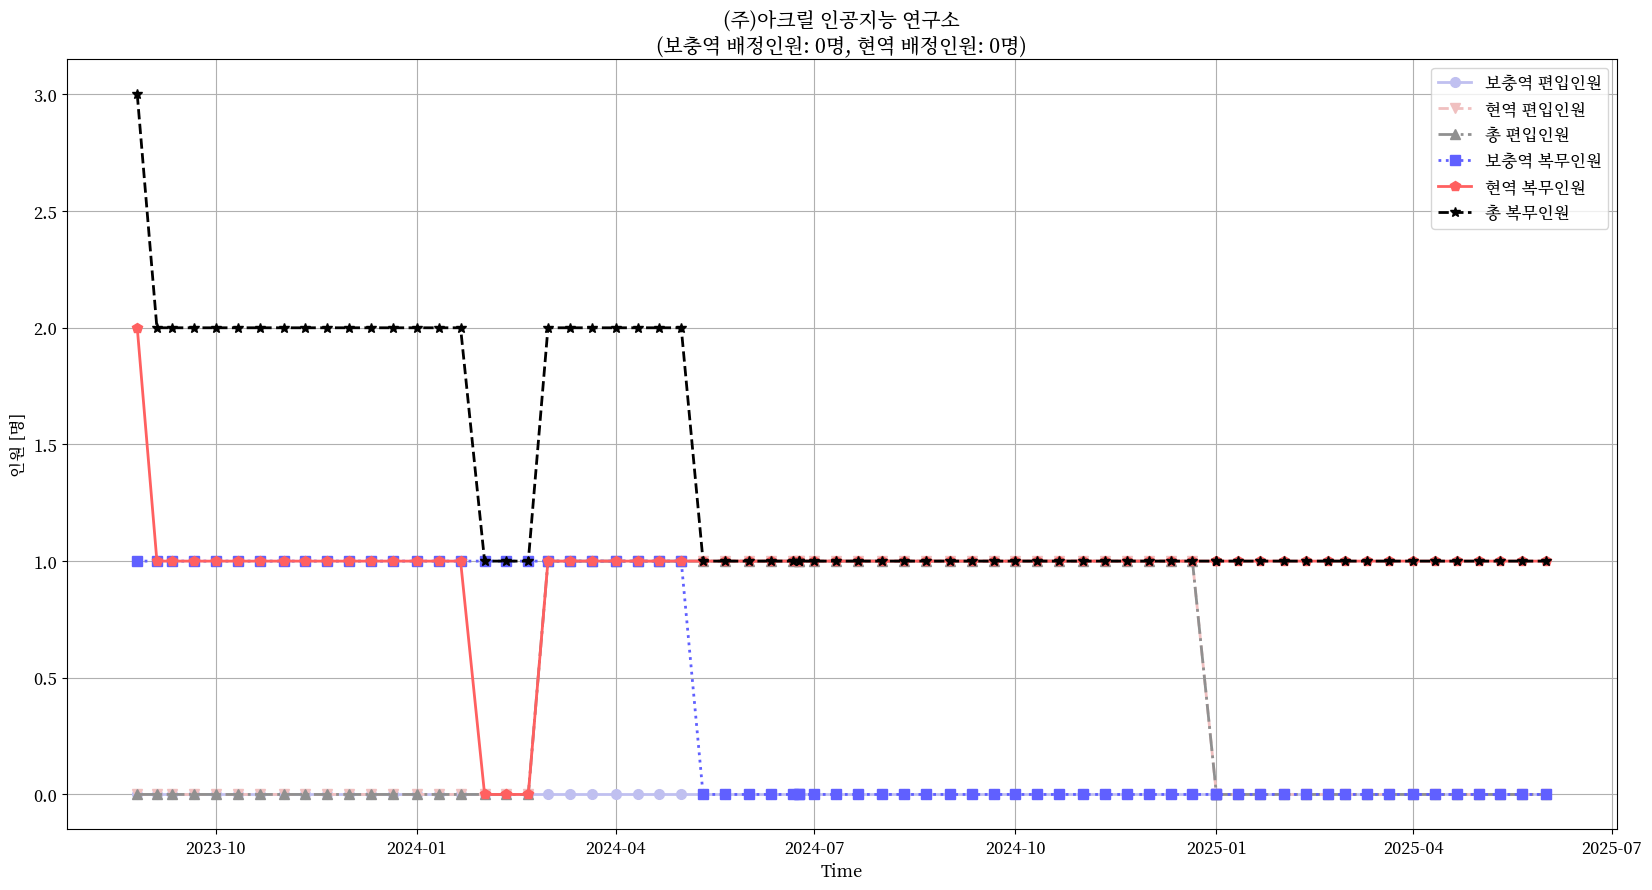 (주)아크릴 인공지능 연구소
(보충역 배정인원: 0명, 현역 배정인원: 0명)
보충역 편입인원
현역 편입인원
총 편입인원
보충역 복무인원
현역 복무인원
총 복무인원
인원 [명]
3.0
2.5
2.0
1.5
1.0
0.5
0.0
2023-10
2024-01
2024-04
2024-07
2024-10
2025-01
2025-04
2025-07
Time